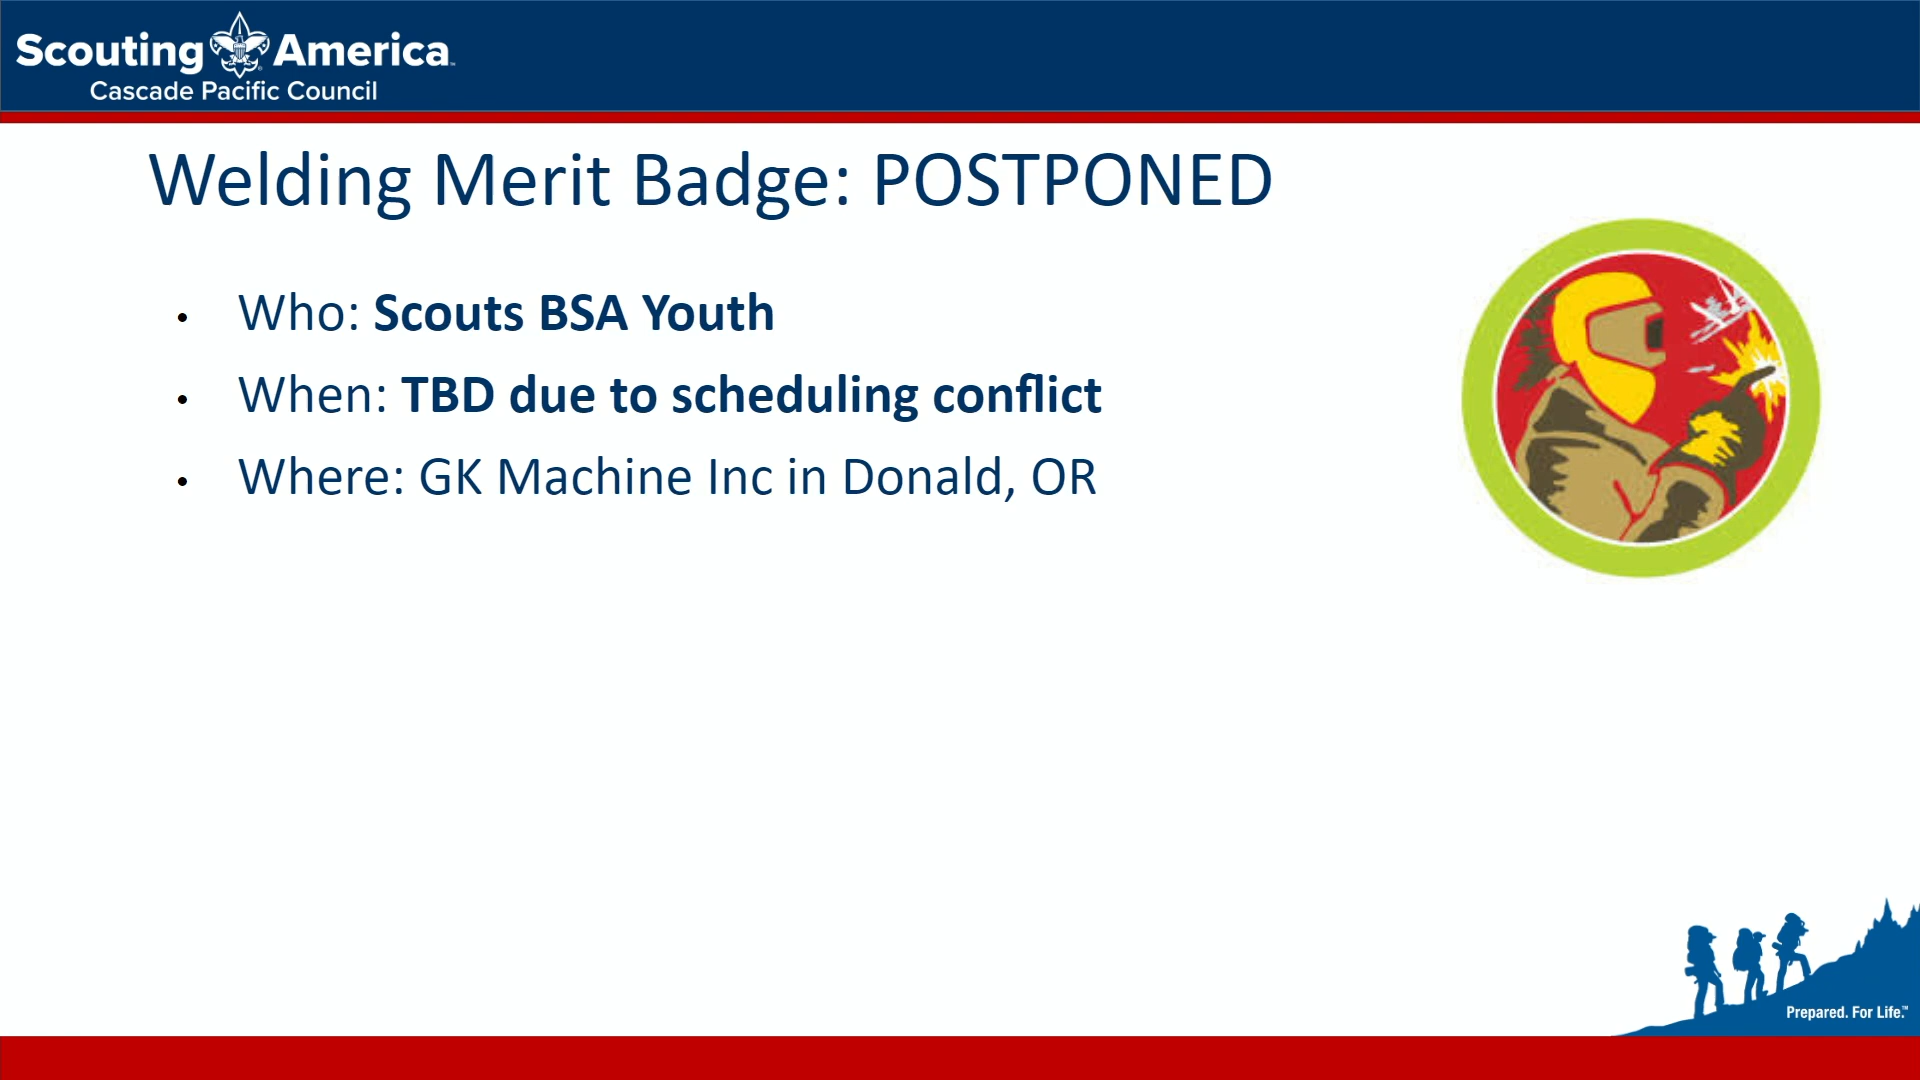 Scouting America
Cascade Pacific Council
Welding Merit Badge: POSTPONED
• Who: Scouts BSA Youth
• When: TBD due to scheduling conflict
• Where: GK Machine Inc in Donald, OR
Prepared. For Life.™